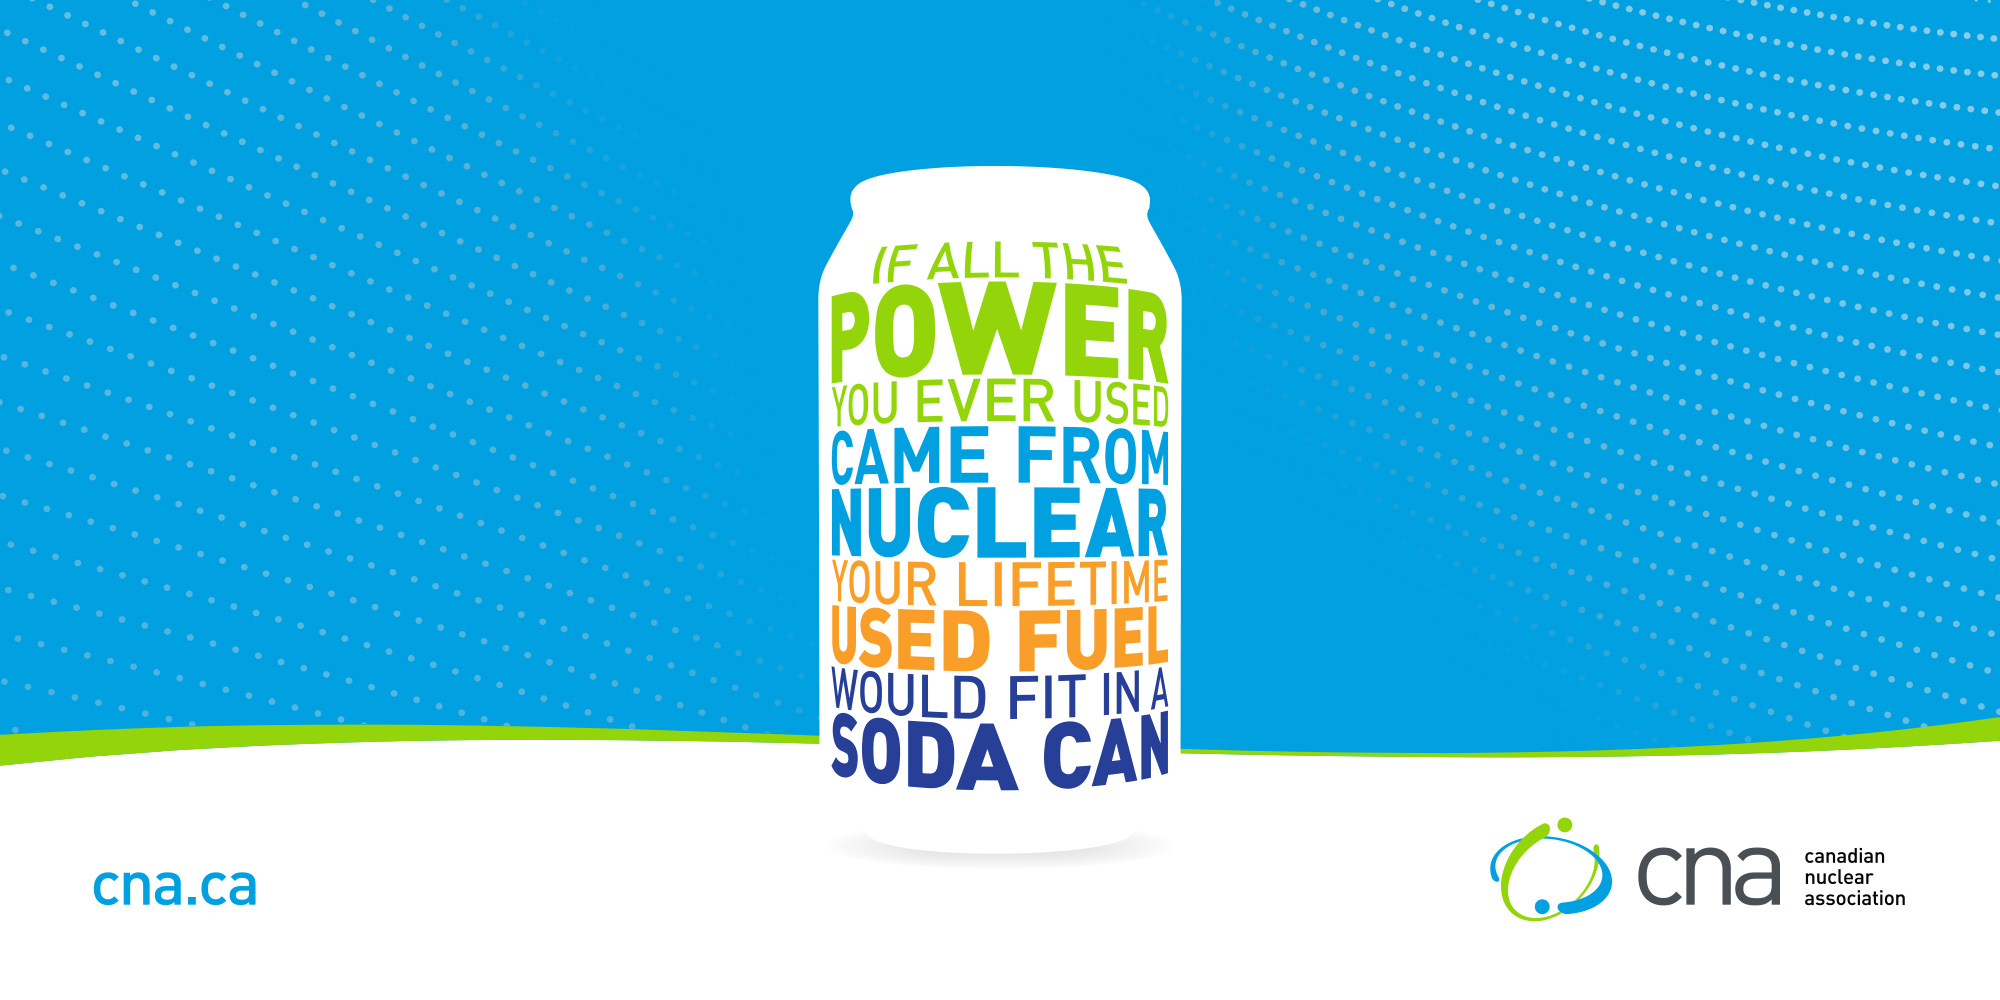 IF ALL THE
POWER
YOU EVER USED
CAME FROM
NUCLEAR
YOUR LIFETIME
USED FUEL
WOULD FIT IN A
SODA CAN
cna.ca
cna
canadian
nuclear
association